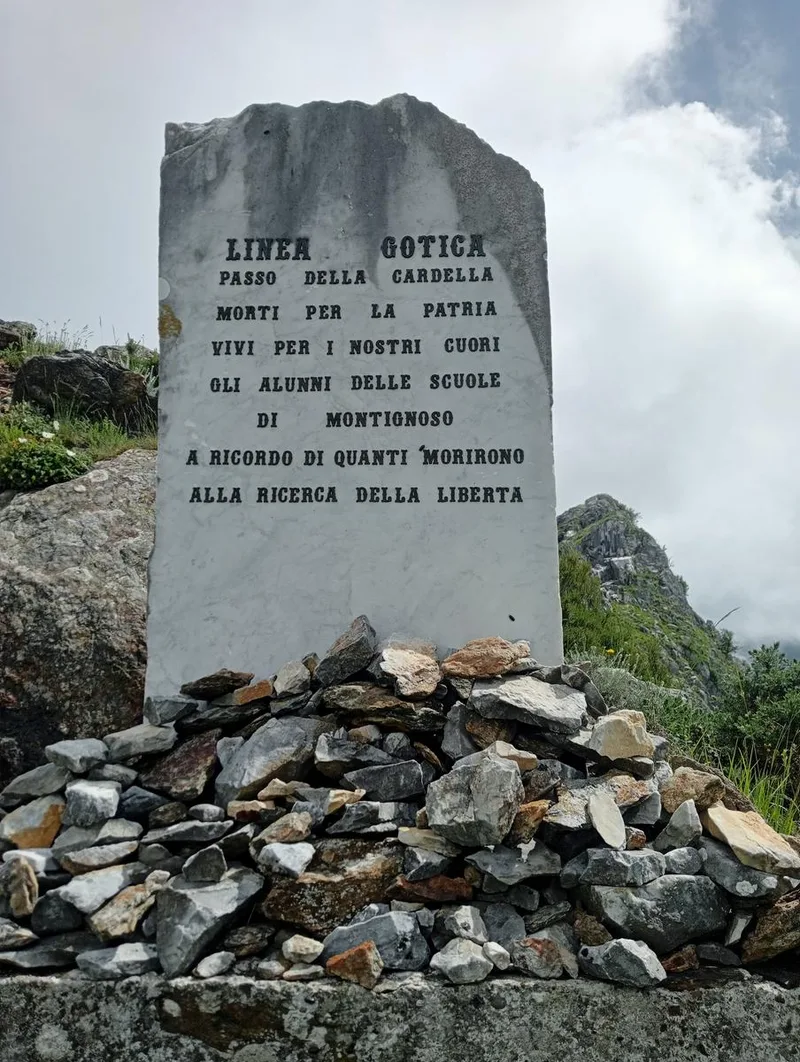 LINEA GOTICA
PASSO DELLA CARDELLA
MORTI PER LA PATRIA
VIVI PER I NOSTRI CUORI
GLI ALUNNI DELLE SCUOLE
DI MONTIGNOSO
A RICORDO DI QUANTI MORIRONO
ALLA RICERCA DELLA LIBERTA